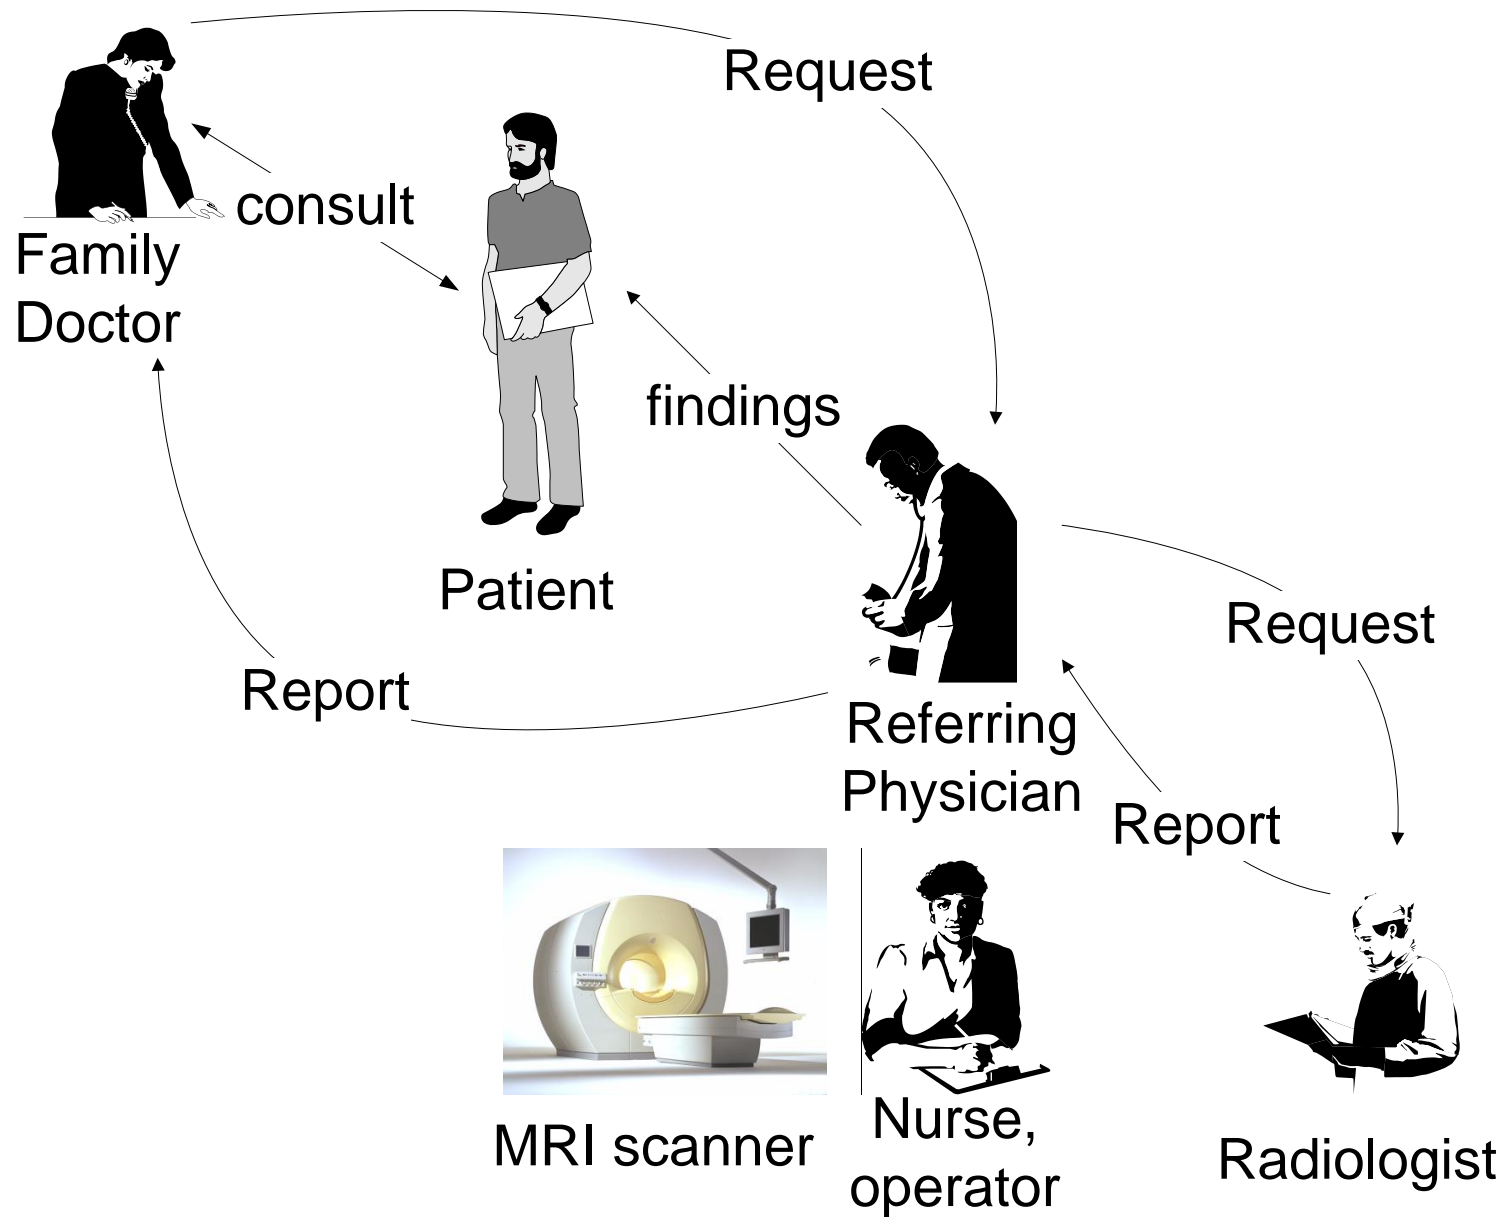 Request
consult
Family
Doctor
findings
Patient
Request
Report
Referring
Physician
Report
MRI scanner
Nurse,
operator
Radiologist